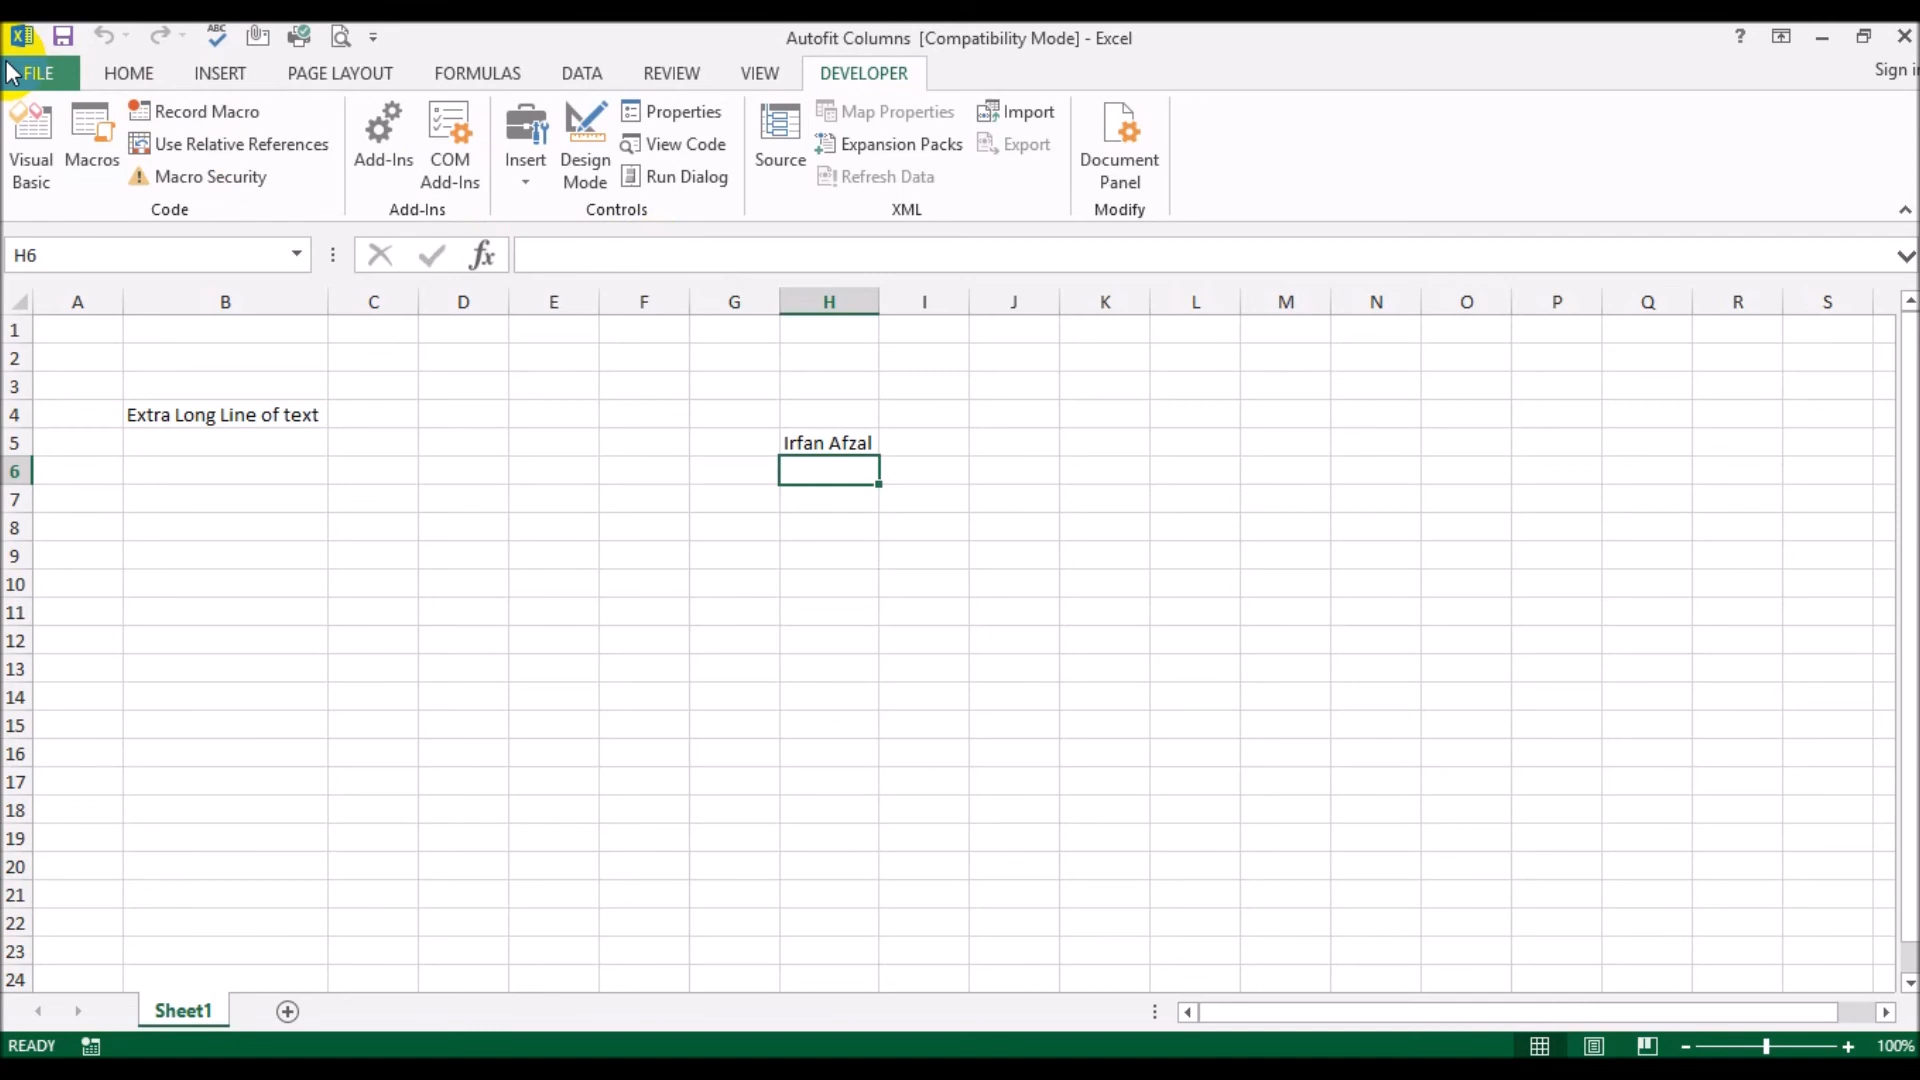 Autofit Columns [Compatibility Mode] - Excel
FILE HOME INSERT PAGE LAYOUT FORMULAS DATA REVIEW VIEW DEVELOPER Sign in
Visual Basic
Macros
Record Macro
Use Relative References
Macro Security
Code
Add-Ins
COM Add-Ins
Add-Ins
Insert
Design Mode
Properties
View Code
Run Dialog
Controls
Source
Map Properties
Expansion Packs
Refresh Data
Import
Export
XML
Document Panel
Modify
H6
fx
A B C D E F G H I J K L M N O P Q R S
1
2
3
4 Extra Long Line of text
5 Irfan Afzal
6
7
8
9
10
11
12
13
14
15
16
17
18
19
20
21
22
23
24
Sheet1
READY 100%